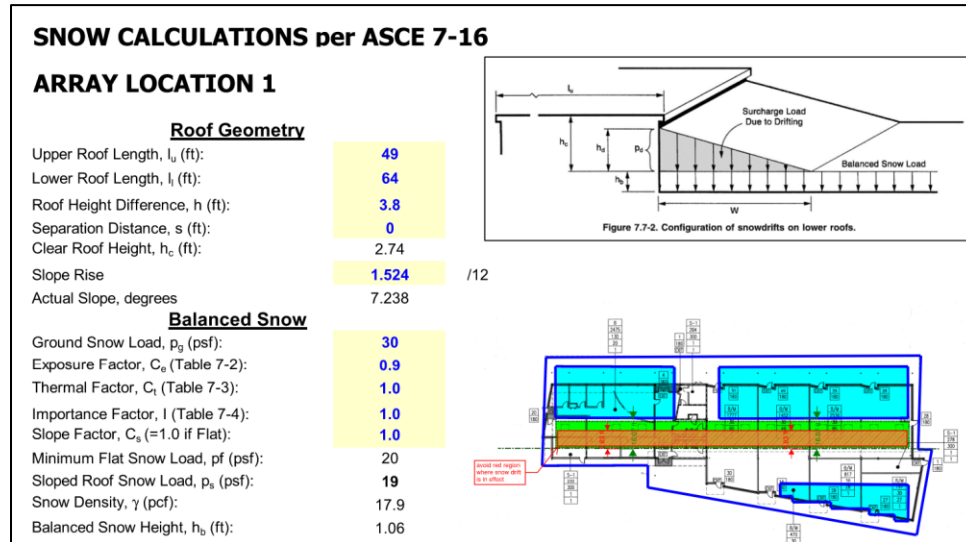 SNOW CALCULATIONS per ASCE 7-16
ARRAY LOCATION 1
Roof Geometry
Upper Roof Length, lu (ft): 49
Lower Roof Length, ll (ft): 64
Roof Height Difference, h (ft): 3.8
Separation Distance, s (ft): 0
Clear Roof Height, hc (ft): 2.74
Slope Rise 1.524 /12
Actual Slope, degrees 7.238
Balanced Snow
Ground Snow Load, pg (psf): 30
Exposure Factor, Ce (Table 7-2): 0.9
Thermal Factor, Ct (Table 7-3): 1.0
Importance Factor, I (Table 7-4): 1.0
Slope Factor, Cs (=1.0 if Flat): 1.0
Minimum Flat Snow Load, pf (psf): 20
Sloped Roof Snow Load, ps (psf): 19
Snow Density, γ (pcf): 17.9
Balanced Snow Height, hb (ft): 1.06
lu
Surcharge Load
Due to Drifting
hc
hd
pd
Balanced Snow Load
hb
W
Figure 7.7-2. Configuration of snowdrifts on lower roofs.
avoid red region
where snow drift
is in effect